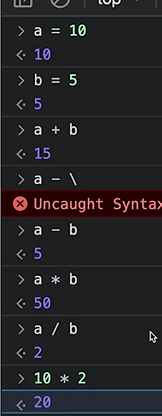 top
> a = 10
<· 10
> b = 5
<· 5
> a + b
<· 15
> a - \
Uncaught Syntax
> a - b
<· 5
> a * b
<· 50
> a / b
<· 2
> 10 * 2
<· 20